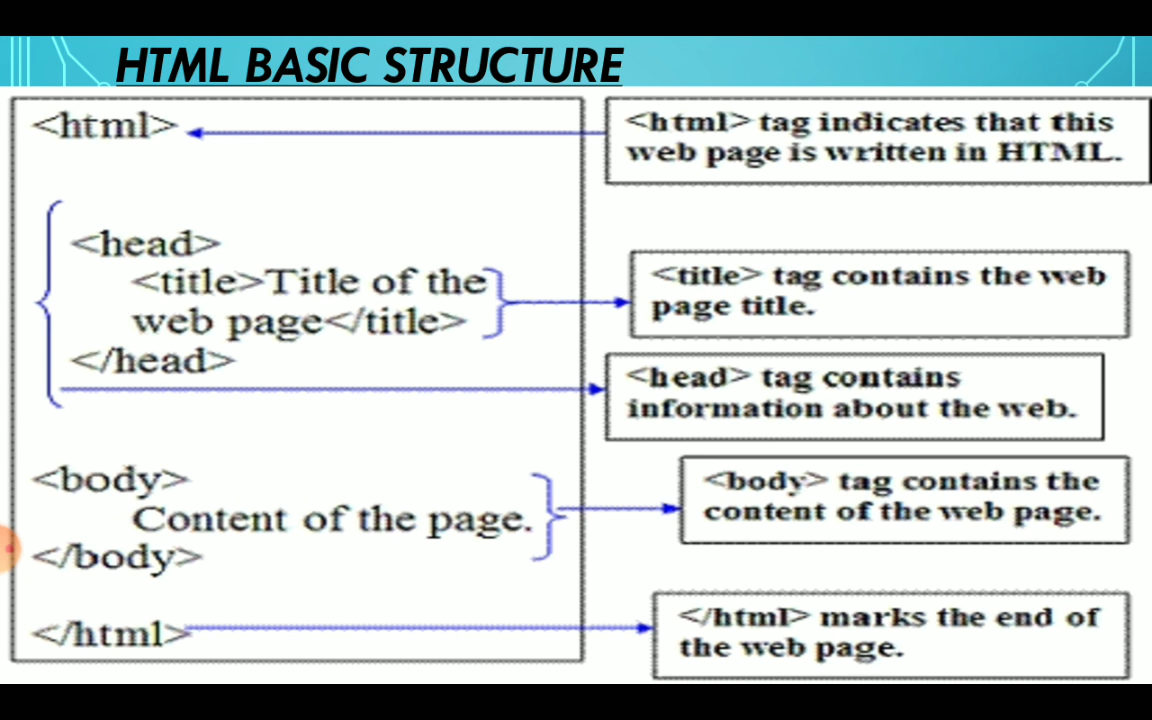 HTML BASIC STRUCTURE
<html>
<html> tag indicates that this
web page is written in HTML.
<head>
<title>Title of the
web page</title>
</head>
<title> tag contains the web
page title.
<head> tag contains
information about the web.
<body>
Content of the page.
</body>
<body> tag contains the
content of the web page.
</html>
</html> marks the end of
the web page.